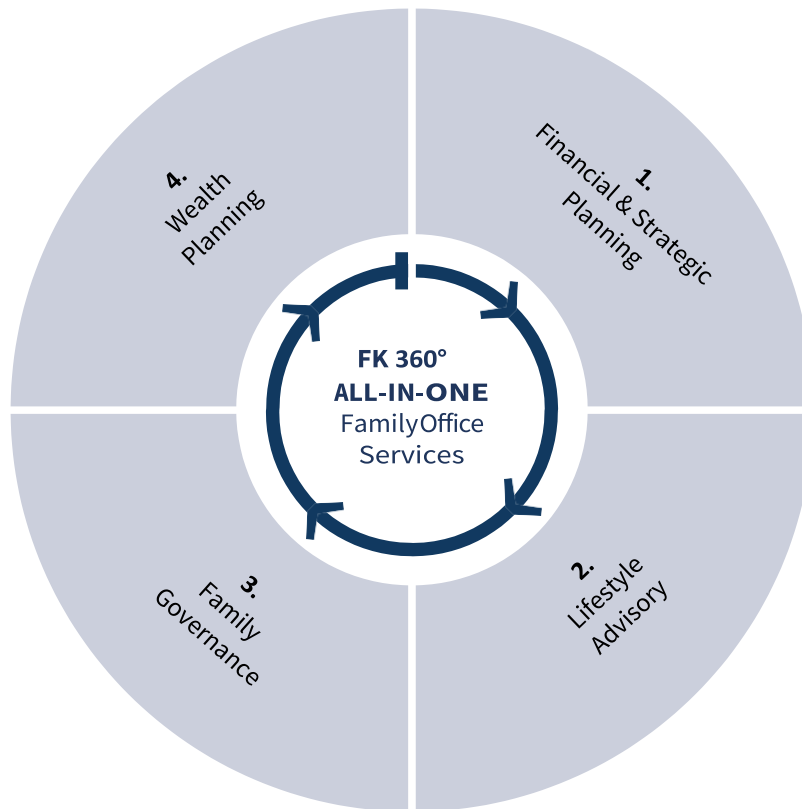 4.
Wealth
Planning
1.
Financial & Strategic
Planning
FK 360°
ALL-IN-ONE
FamilyOffice
Services
3.
Family
Governance
2.
Lifestyle
Advisory